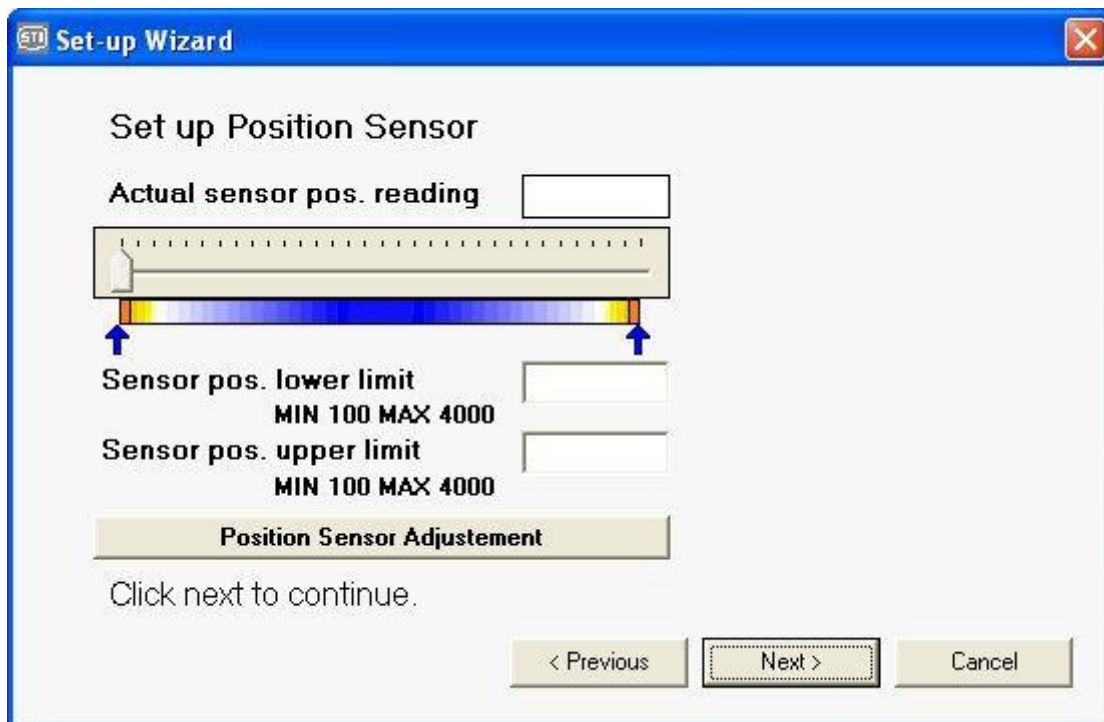 STI Set-up Wizard
Set up Position Sensor
Actual sensor pos. reading
Sensor pos. lower limit
MIN 100 MAX 4000
Sensor pos. upper limit
MIN 100 MAX 4000
Position Sensor Adjustement
Click next to continue.
< Previous Next > Cancel